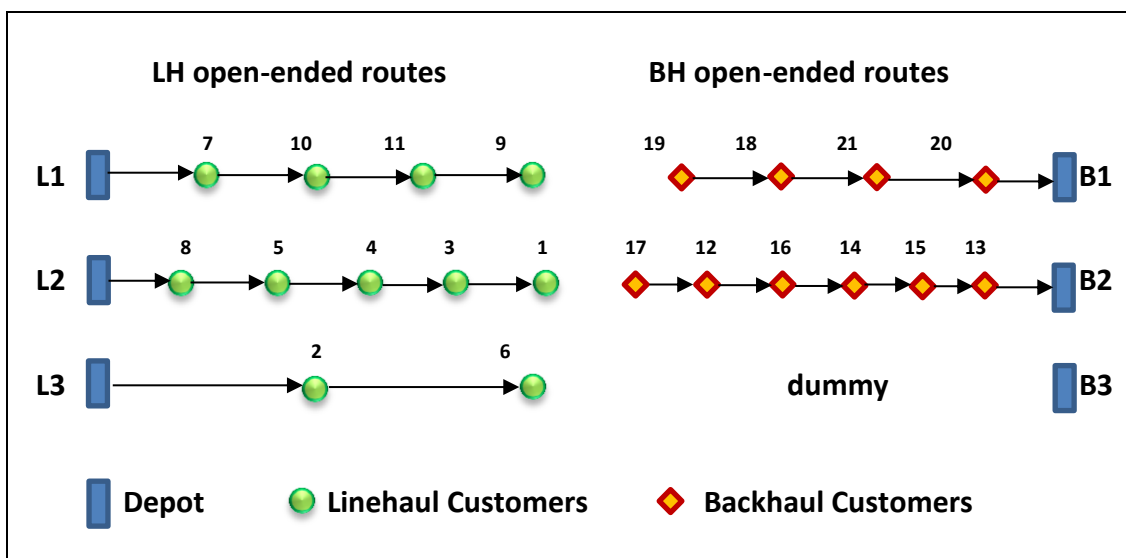 LH open-ended routes BH open-ended routes
7 10 11 9 19 18 21 20
L1 B1
8 5 4 3 1 17 12 16 14 15 13
L2 B2
2 6
L3 dummy B3
Depot Linehaul Customers Backhaul Customers